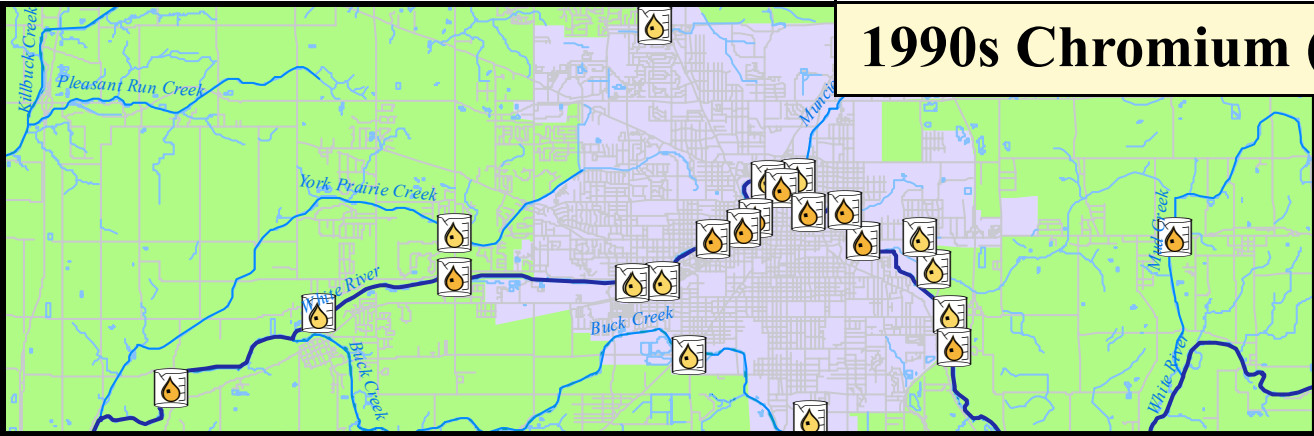 1990s Chromium (
Killbuck Creek
Pleasant Run Creek
Muncie
York Prairie Creek
Mud Creek
White River
Buck Creek
Buck Creek
White River